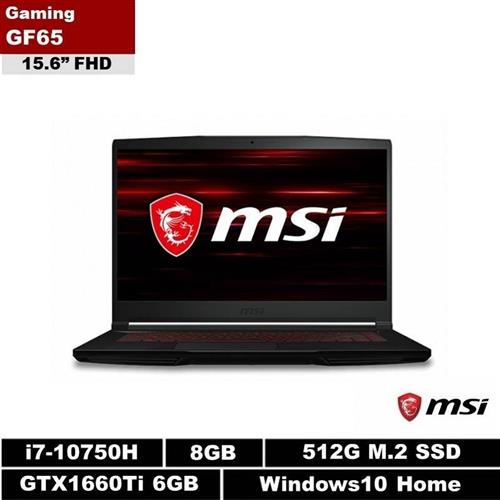 Gaming
GF65
15.6” FHD
msi
msi
msi
i7-10750H
8GB
512G M.2 SSD
GTX1660Ti 6GB
Windows10 Home